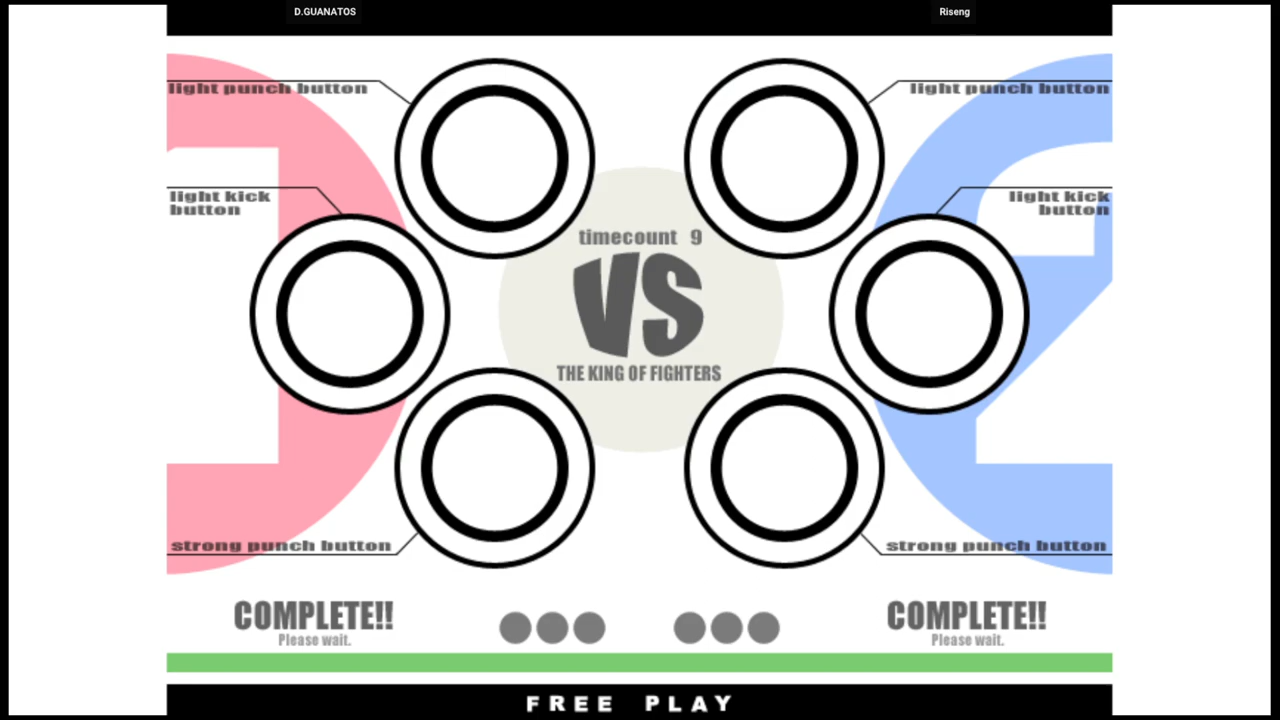 D.GUANATOS
Riseng
light punch button
light punch button
light kick
button
light kick
button
timecount 9
VS
THE KING OF FIGHTERS
strong punch button
strong punch button
COMPLETE!!
Please wait.
COMPLETE!!
Please wait.
FREE PLAY